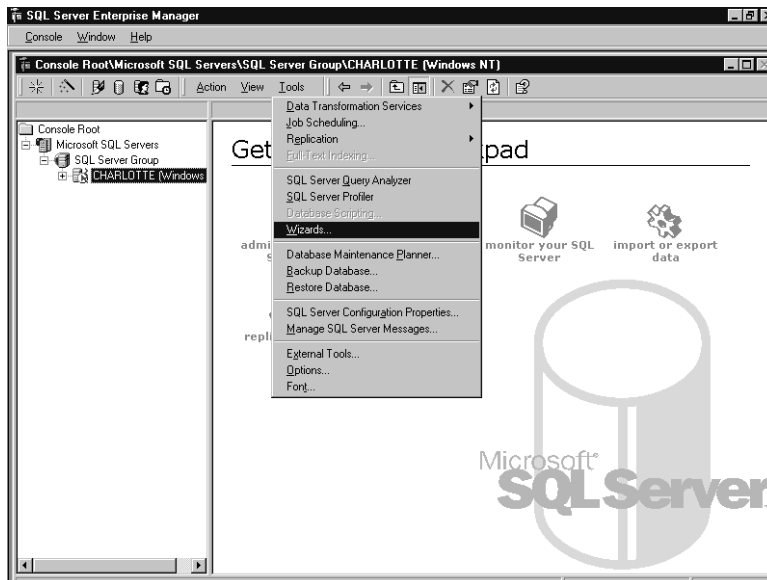 SQL Server Enterprise Manager
Console Window Help
Console Root\Microsoft SQL Servers\SQL Server Group\CHARLOTTE (Windows NT)
Action View Tools
Console Root
Microsoft SQL Servers
SQL Server Group
CHARLOTTE (Windows
Data Transformation Services
Job Scheduling...
Replication
Full-Text Indexing...
SQL Server Query Analyzer
SQL Server Profiler
Database Scripting...
Wizards...
Database Maintenance Planner...
Backup Database...
Restore Database...
SQL Server Configuration Properties...
Manage SQL Server Messages...
External Tools...
Options...
Font...
Get
pad
admi
monitor your SQL
Server
import or export
data
repli
Microsoft®
SQL Server